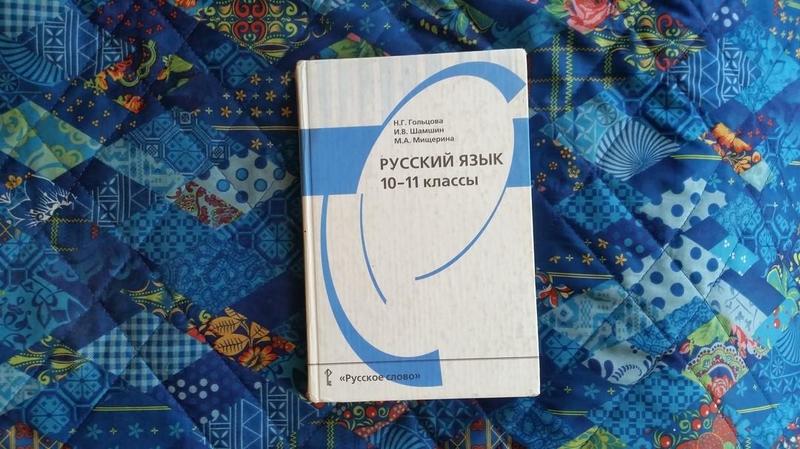 Н.Г. Гольцова
И.В. Шамшин
М.А. Мищерина
РУССКИЙ ЯЗЫК
10–11 классы
«Русское слово»